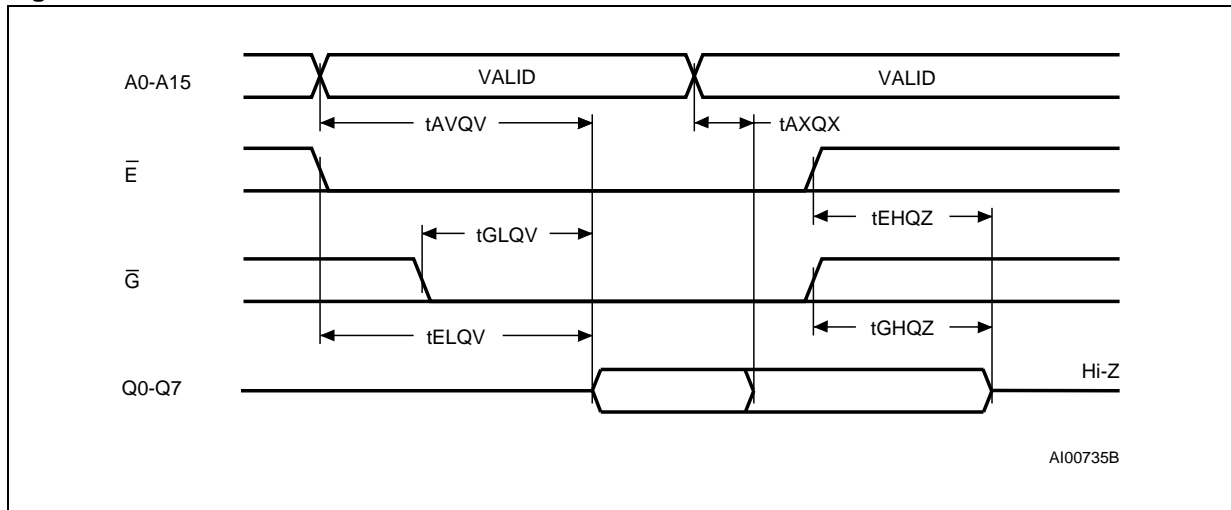 A0-A15
VALID
VALID
tAVQV
tAXQX
E̅
tEHQZ
tGLQV
G̅
tGHQZ
tELQV
Q0-Q7
Hi-Z
AI00735B